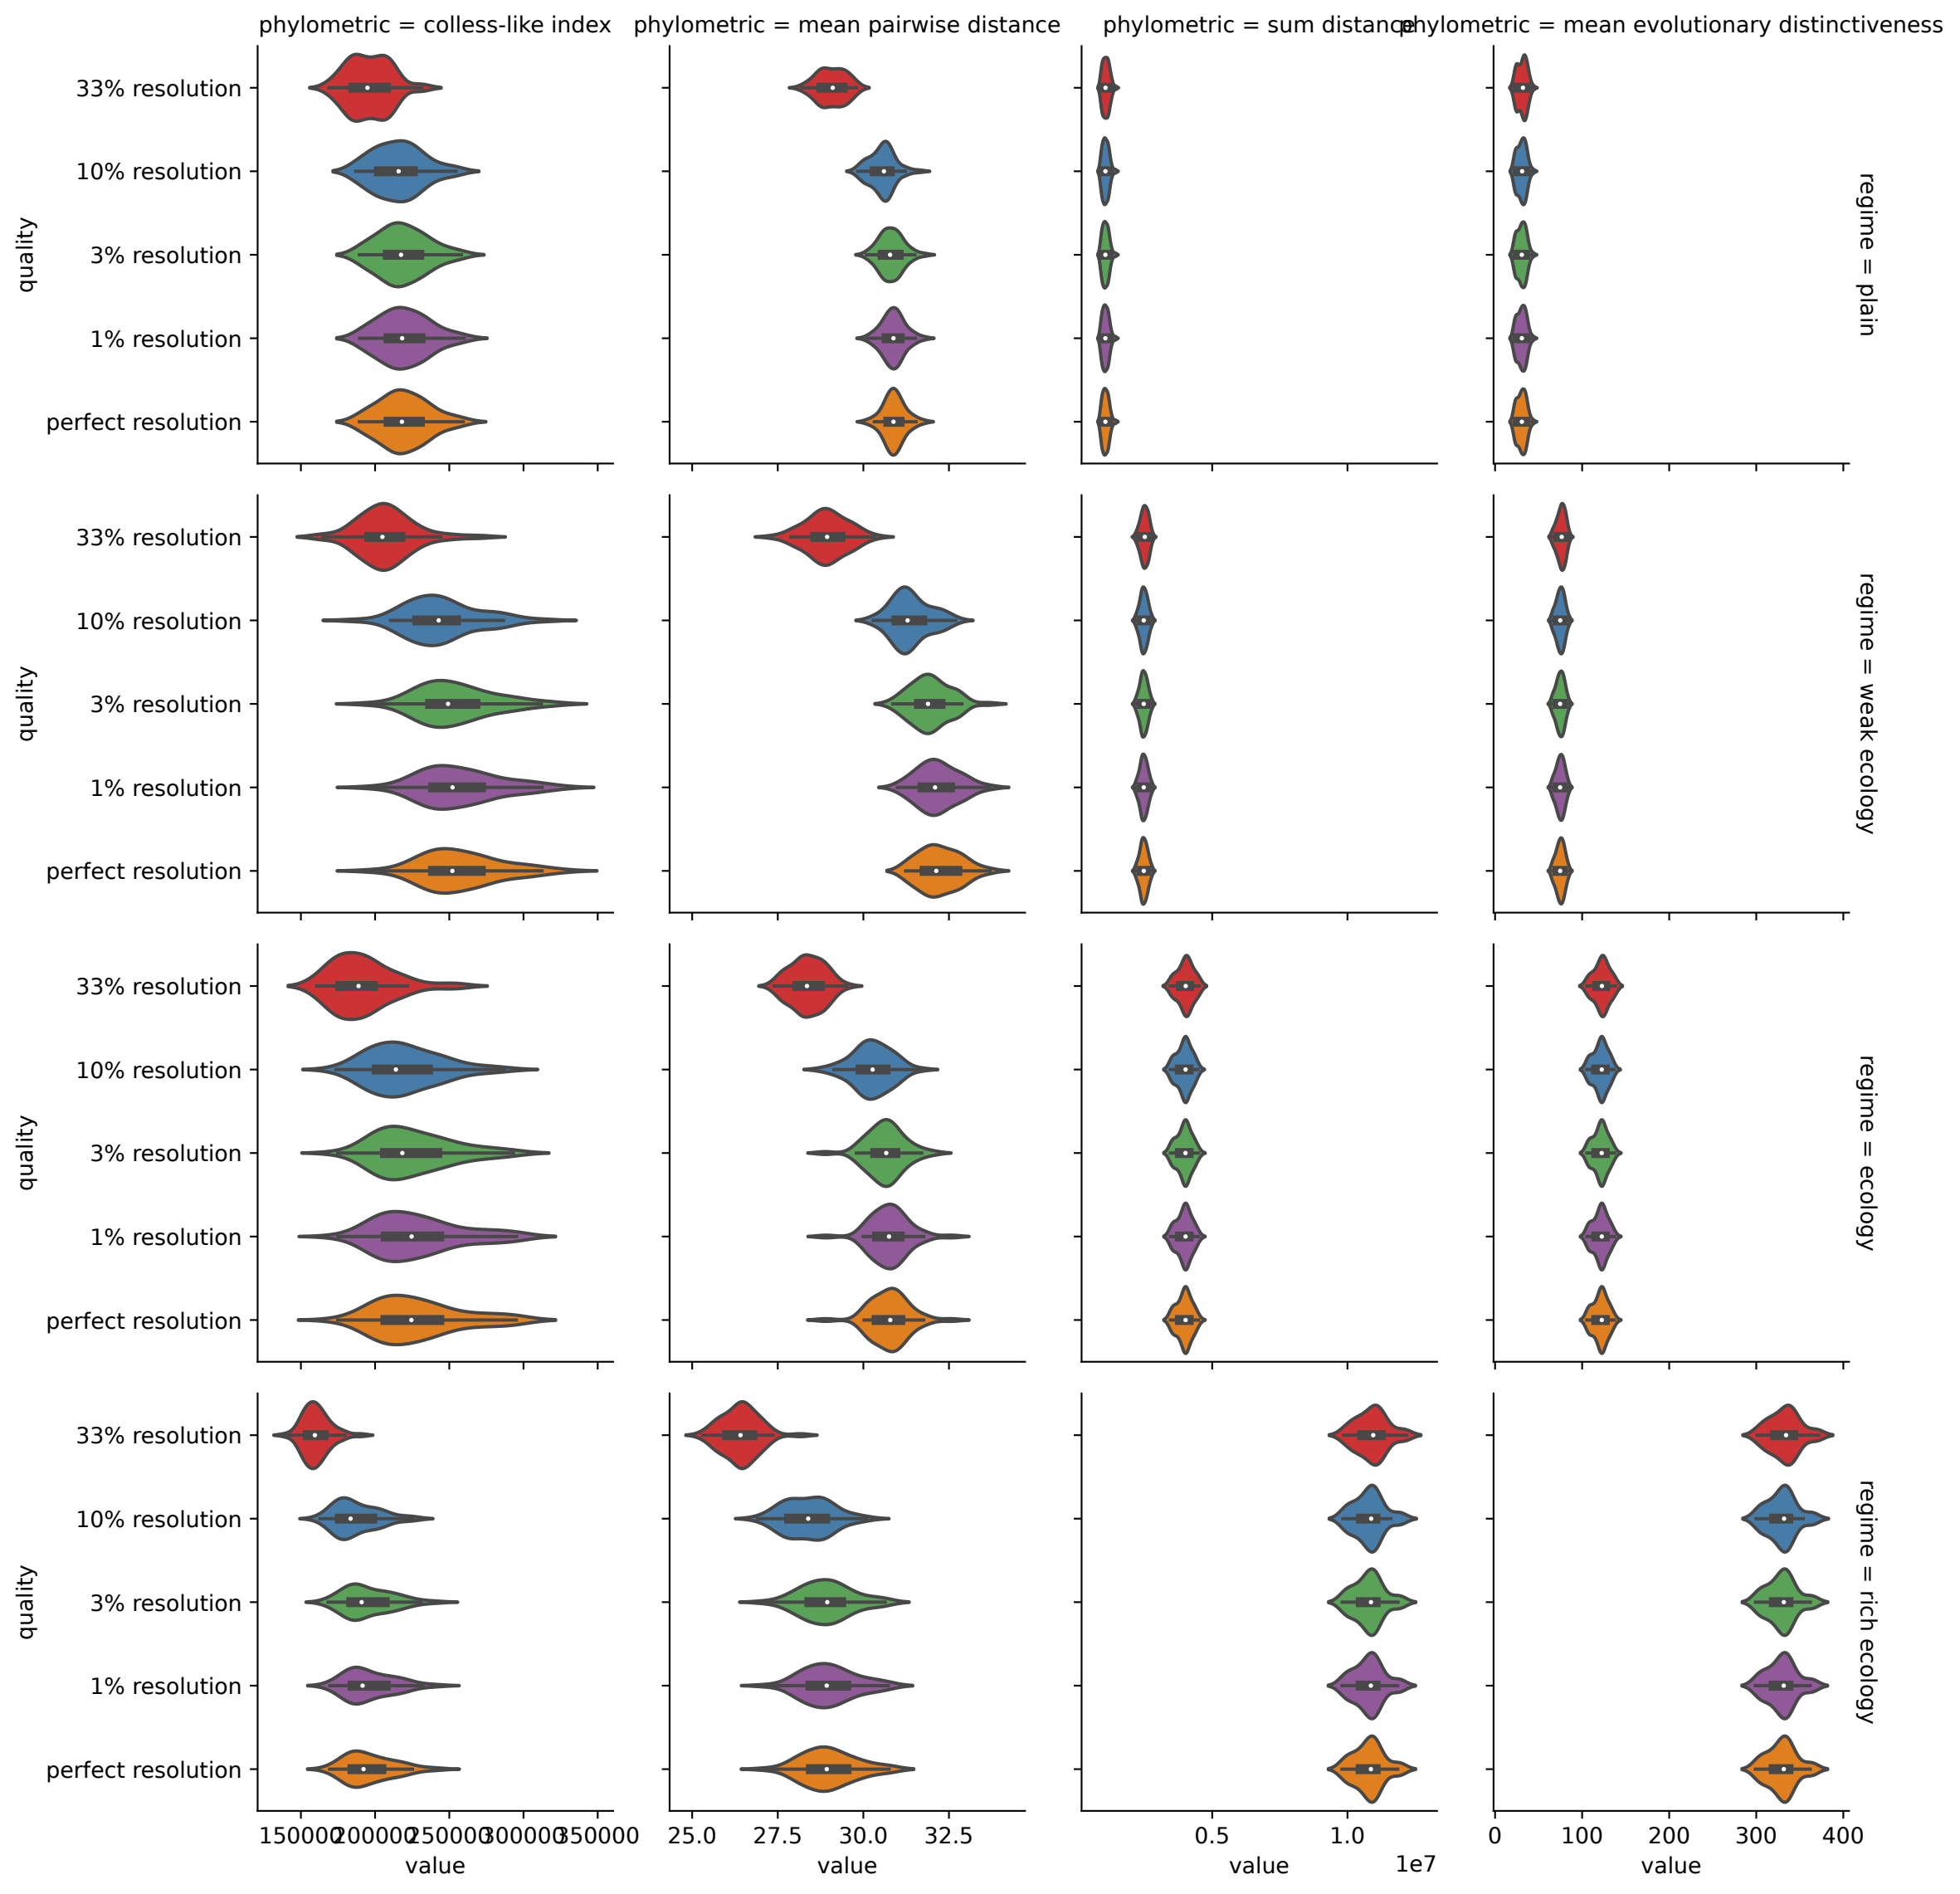 phylometric = colless-like index
phylometric = mean pairwise distance
phylometric = sum distance
phylometric = mean evolutionary distinctiveness
quality
33% resolution
10% resolution
3% resolution
1% resolution
perfect resolution
regime = plain
quality
33% resolution
10% resolution
3% resolution
1% resolution
perfect resolution
regime = weak ecology
quality
33% resolution
10% resolution
3% resolution
1% resolution
perfect resolution
regime = ecology
quality
33% resolution
10% resolution
3% resolution
1% resolution
perfect resolution
regime = rich ecology
150000 200000 250000 300000 350000
value
25.0 27.5 30.0 32.5
value
0.5 1.0
1e7
value
0 100 200 300 400
value